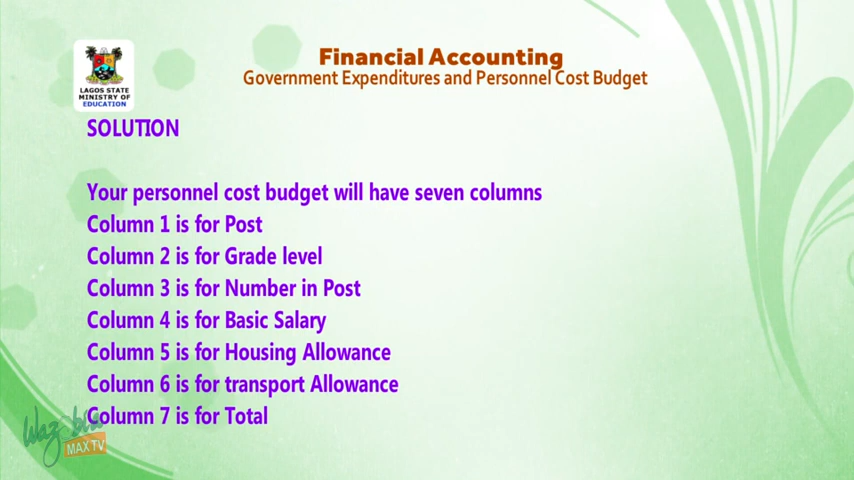 Financial Accounting
Government Expenditures and Personnel Cost Budget
LAGOS STATE
MINISTRY OF
EDUCATION
SOLUTION
Your personnel cost budget will have seven columns
Column 1 is for Post
Column 2 is for Grade level
Column 3 is for Number in Post
Column 4 is for Basic Salary
Column 5 is for Housing Allowance
Column 6 is for transport Allowance
Column 7 is for Total
Wazobia
MAX TV